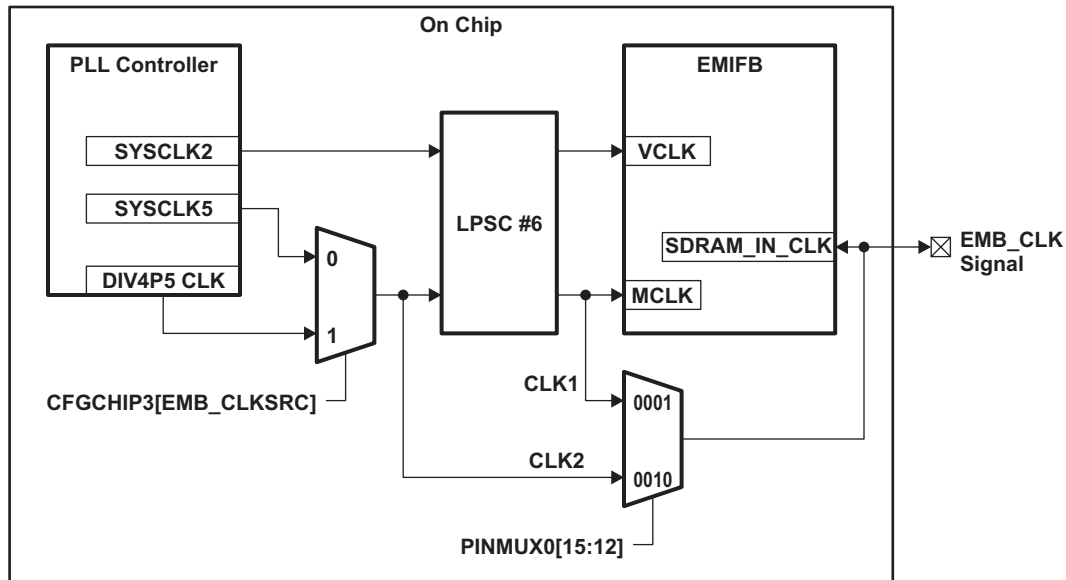 On Chip
PLL Controller
EMIFB
SYSCLK2
VCLK
SYSCLK5
LPSC #6
0
SDRAM_IN_CLK
EMB_CLK
Signal
DIV4P5 CLK
MCLK
1
CLK1
CFGCHIP3[EMB_CLKSRC]
0001
CLK2
0010
PINMUX0[15:12]